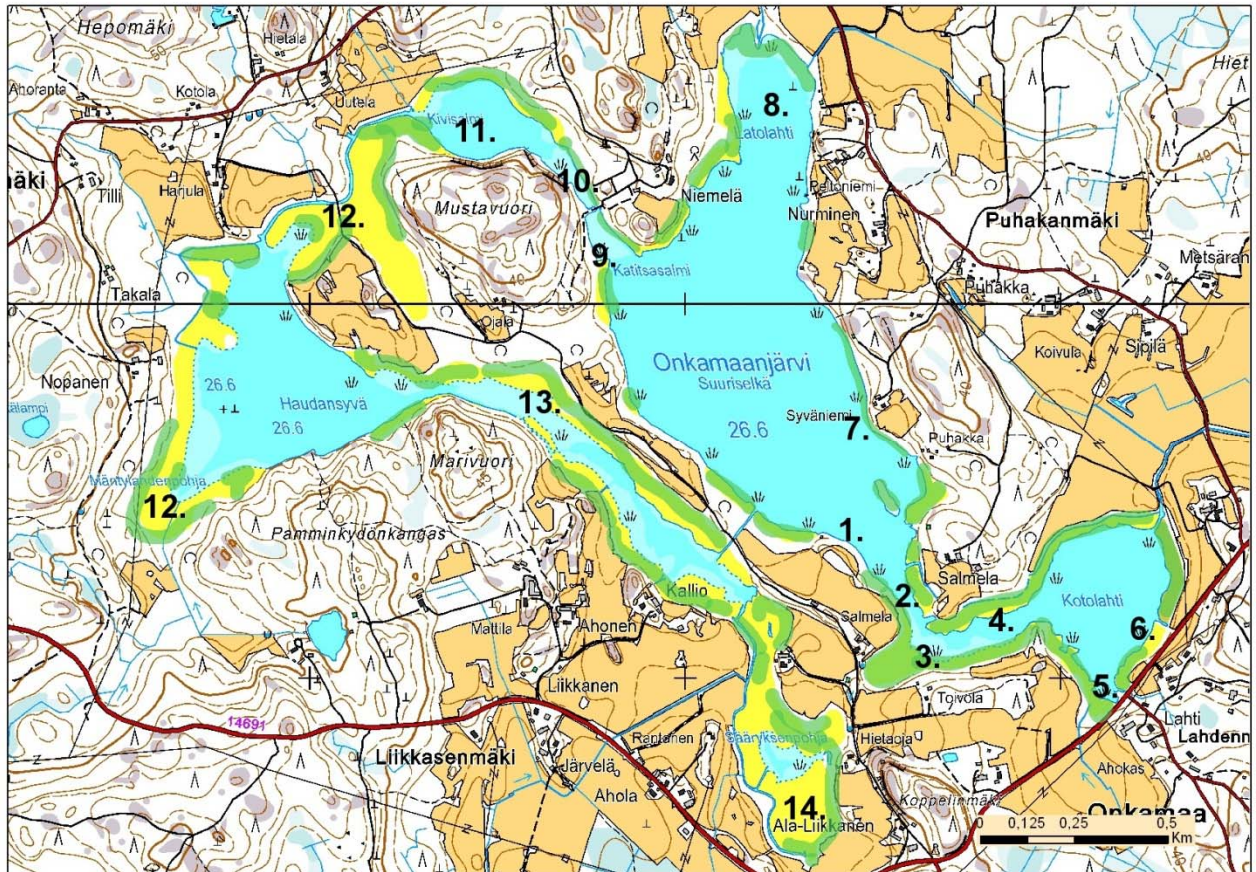 Hepomäki
Hietala
Ahoranta
Kotola
Uutela
Kivisalmi
11.
8.
Latolahti
äki
Tilli
Harjula
10.
Niemelä
Peltoniemi
Mustavuori
12.
Nurminen
Puhakanmäki
Metsäran
9.
Katitsasalmi
Takala
Puhakka
Ojala
Koivula
Sipilä
Nopanen
Onkamaanjärvi
Suuriselkä
26.6
Haudansyvä
13.
26.6
26.6
Syväniemi
7.
Puhakka
Marivuori
Mäntylahdenpohja
12.
Pamminkydönkangas
1.
Salmela
Kallio
2.
Kotolahti
Mattila
Ahonen
Salmela
4.
6.
3.
Liikkanen
Toivola
5.
14691
Lahti
Rantanen
Sääryksenpohja
Hietaoja
Lahdenn
Liikkasenmäki
Järvelä
Ahola
Ahokas
Koppelinmäki
14.
Onkamaa
Ala-Liikkanen
0 0,125 0,25 0,5
Km